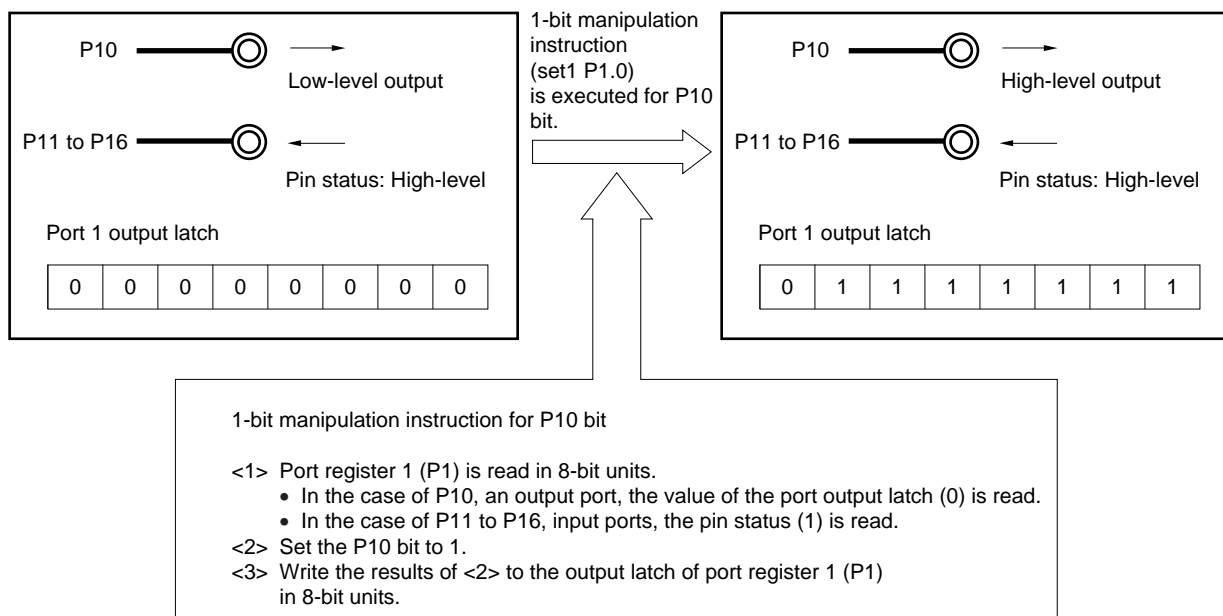 P10
Low-level output
P11 to P16
Pin status: High-level
Port 1 output latch
0 0 0 0 0 0 0 0
1-bit manipulation
instruction
(set1 P1.0)
is executed for P10
bit.
P10
High-level output
P11 to P16
Pin status: High-level
Port 1 output latch
0 1 1 1 1 1 1 1
1-bit manipulation instruction for P10 bit
<1> Port register 1 (P1) is read in 8-bit units.
• In the case of P10, an output port, the value of the port output latch (0) is read.
• In the case of P11 to P16, input ports, the pin status (1) is read.
<2> Set the P10 bit to 1.
<3> Write the results of <2> to the output latch of port register 1 (P1)
in 8-bit units.